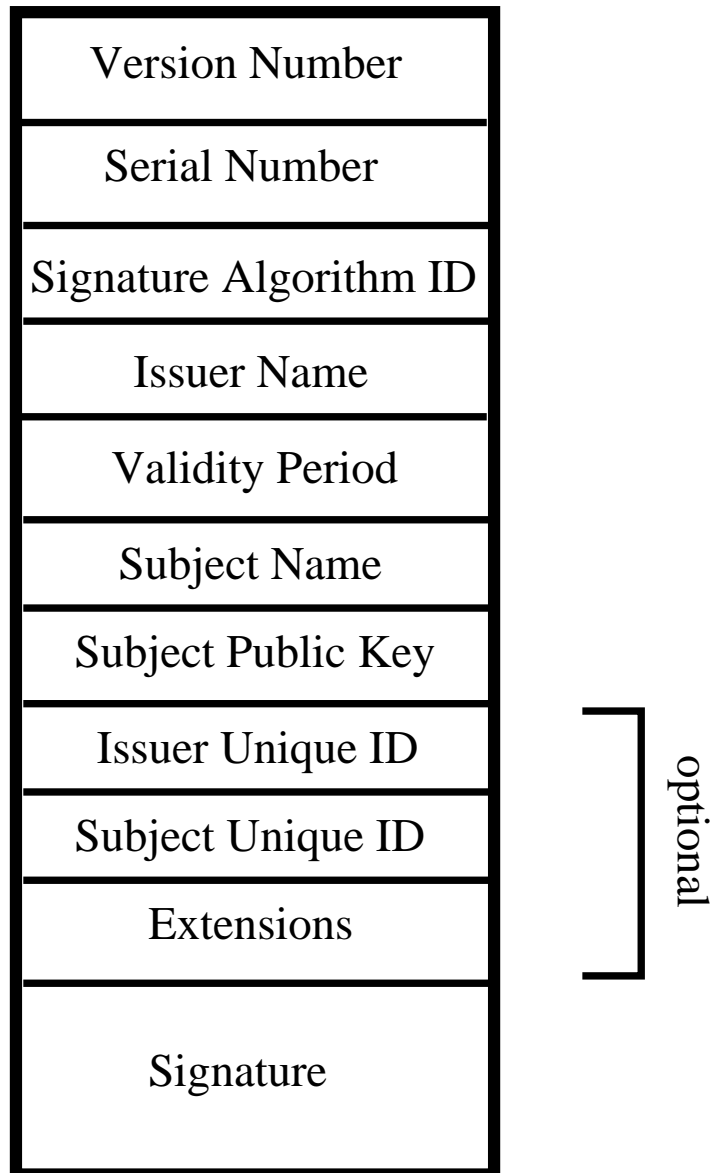 Version Number
Serial Number
Signature Algorithm ID
Issuer Name
Validity Period
Subject Name
Subject Public Key
Issuer Unique ID
Subject Unique ID
Extensions
optional
Signature